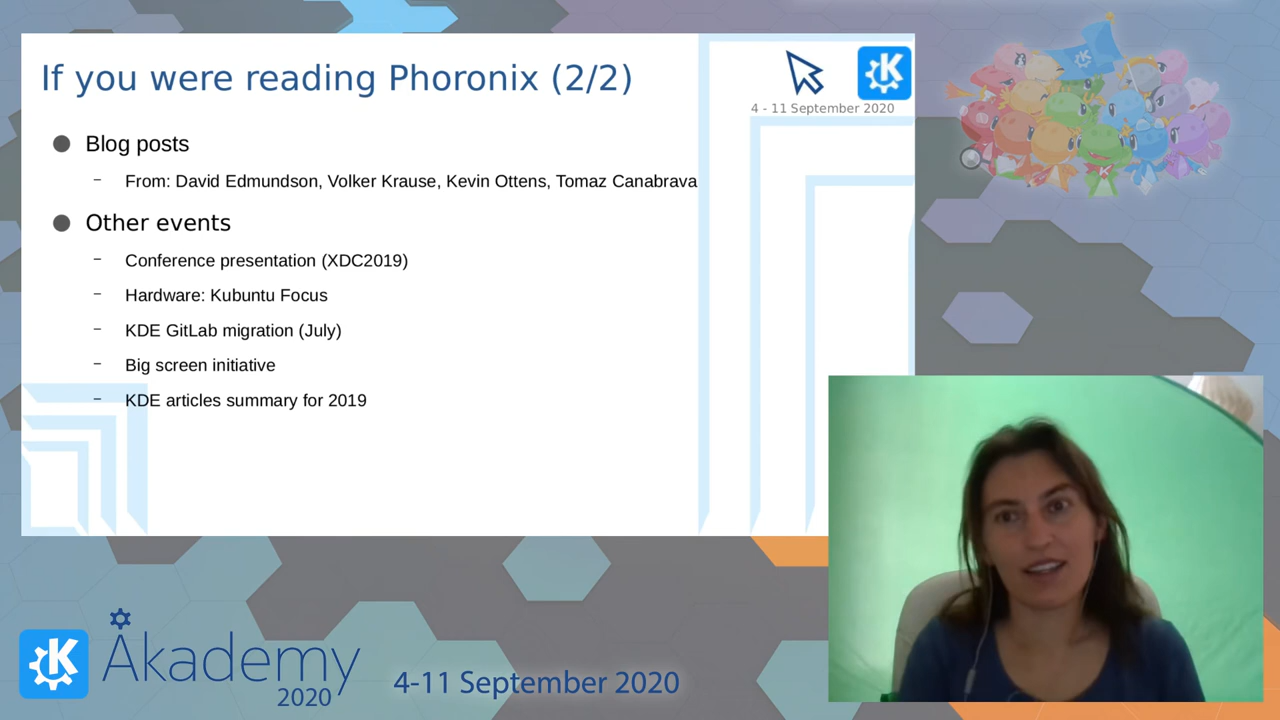 If you were reading Phoronix (2/2)
4 - 11 September 2020
Blog posts
– From: David Edmundson, Volker Krause, Kevin Ottens, Tomaz Canabrava
Other events
– Conference presentation (XDC2019)
– Hardware: Kubuntu Focus
– KDE GitLab migration (July)
– Big screen initiative
– KDE articles summary for 2019
Akademy
2020
4-11 September 2020